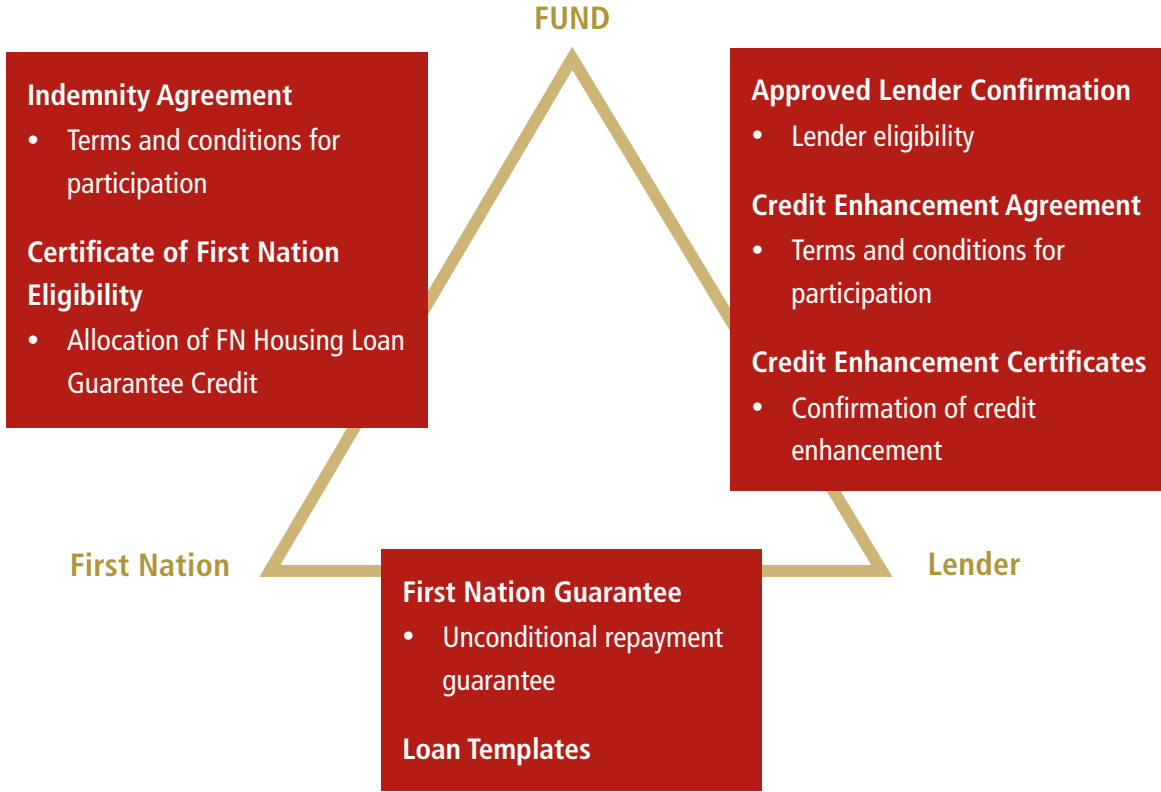 FUND
Indemnity Agreement
• Terms and conditions for
participation
Certificate of First Nation
Eligibility
• Allocation of FN Housing Loan
Guarantee Credit
Approved Lender Confirmation
• Lender eligibility
Credit Enhancement Agreement
• Terms and conditions for
participation
Credit Enhancement Certificates
• Confirmation of credit
enhancement
First Nation
Lender
First Nation Guarantee
• Unconditional repayment
guarantee
Loan Templates